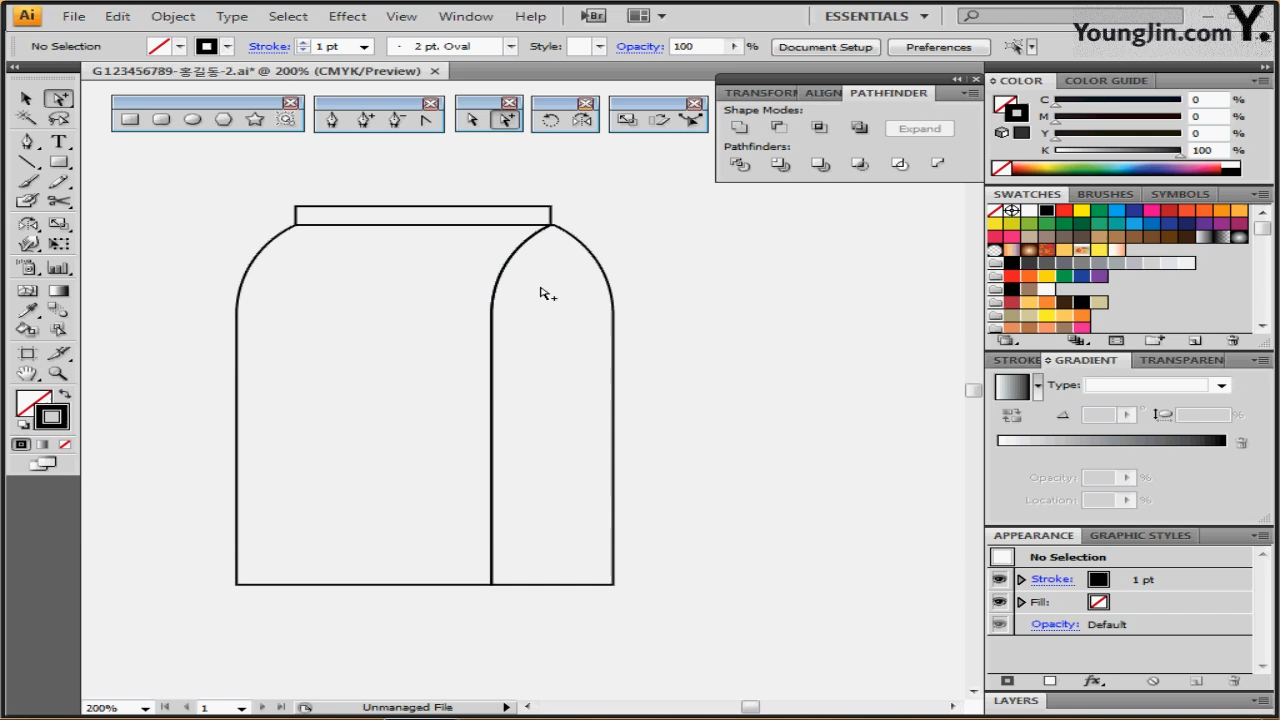 Ai File Edit Object Type Select Effect View Window Help Br ESSENTIALS
YoungJin.com Y.
No Selection Stroke: 1 pt 2 pt. Oval Style: Opacity: 100 % Document Setup Preferences
G123456789-홍길동-2.ai* @ 200% (CMYK/Preview)
TRANSFORM ALIGN PATHFINDER
Shape Modes:
Expand
Pathfinders:
COLOR COLOR GUIDE
C 0 %
M 0 %
Y 0 %
K 100 %
SWATCHES BRUSHES SYMBOLS
STROKE GRADIENT TRANSPAREN
Type:
Opacity: %
Location: %
APPEARANCE GRAPHIC STYLES
No Selection
Stroke: 1 pt
Fill:
Opacity: Default
fx
LAYERS
200% 1 Unmanaged File